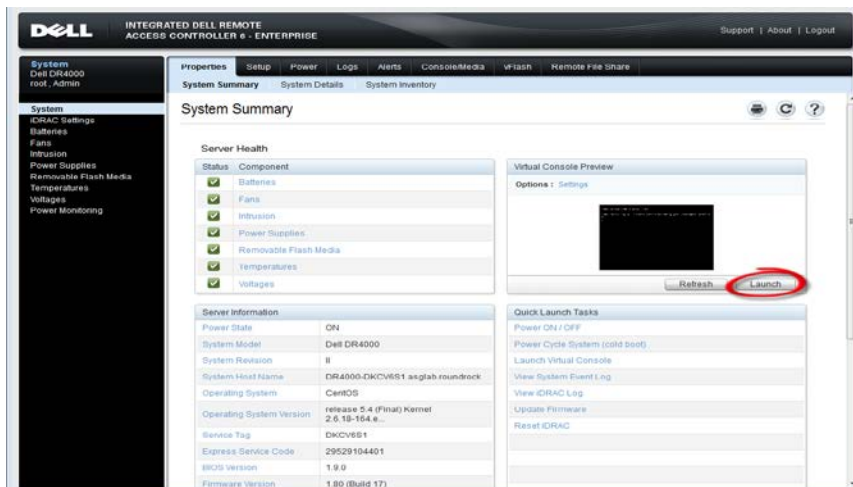 DELL
INTEGRATED DELL REMOTE
ACCESS CONTROLLER 6 - ENTERPRISE
Support | About | Logout
System
Dell DR4000
root , Admin
System
iDRAC Settings
Batteries
Fans
Intrusion
Power Supplies
Removable Flash Media
Temperatures
Voltages
Power Monitoring
Properties Setup Power Logs Alerts Console/Media vFlash Remote File Share
System Summary System Details System Inventory
System Summary
Server Health
Status Component
Batteries
Fans
Intrusion
Power Supplies
Removable Flash Media
Temperatures
Voltages
Virtual Console Preview
Options : Settings
Refresh Launch
Server Information
Power State ON
System Model Dell DR4000
System Revision II
System Host Name DR4000-DKCV6S1.asglab.roundrock
Operating System CentOS
Operating System Version release 5.4 (Final) Kernel
2.6.18-164.e...
Service Tag DKCV6S1
Express Service Code 29529104401
BIOS Version 1.9.0
Firmware Version 1.80 (Build 17)
Quick Launch Tasks
Power ON / OFF
Power Cycle System (cold boot)
Launch Virtual Console
View System Event Log
View iDRAC Log
Update Firmware
Reset iDRAC